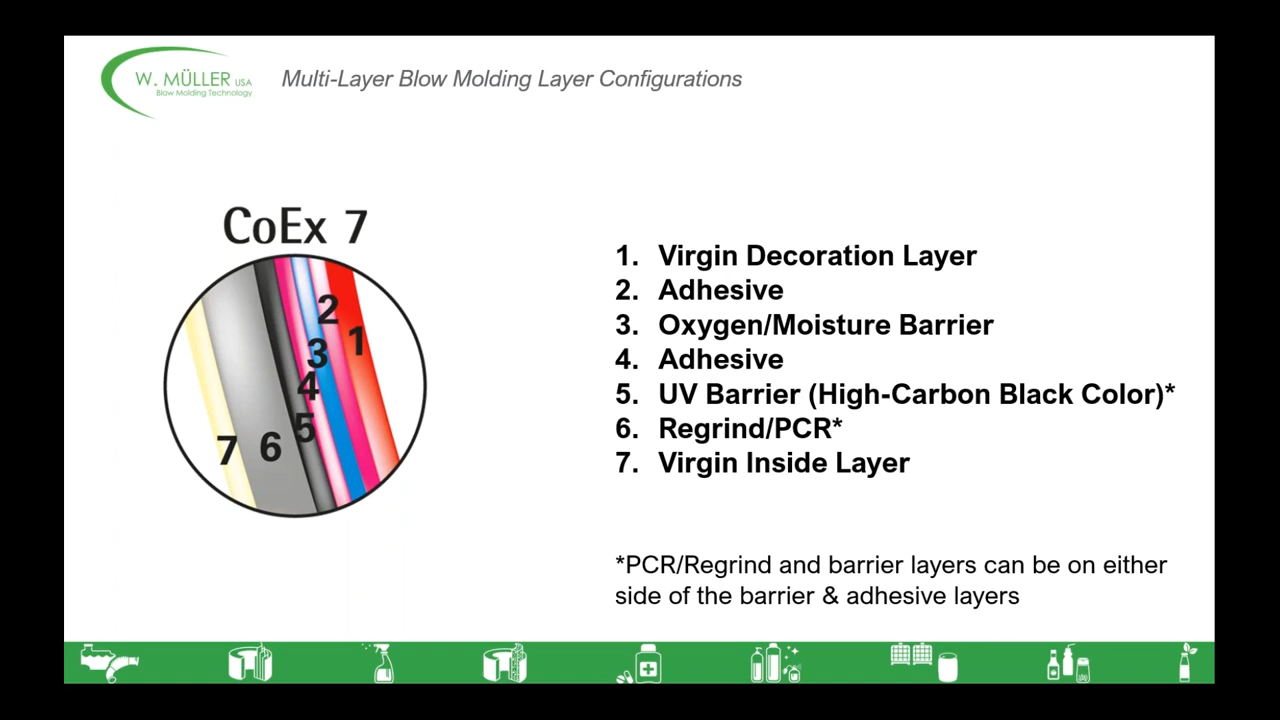 W. MÜLLER USA
Blow Molding Technology
Multi-Layer Blow Molding Layer Configurations
CoEx 7
2
1
3
4
5
6
7
1. Virgin Decoration Layer
2. Adhesive
3. Oxygen/Moisture Barrier
4. Adhesive
5. UV Barrier (High-Carbon Black Color)*
6. Regrind/PCR*
7. Virgin Inside Layer
*PCR/Regrind and barrier layers can be on either
side of the barrier & adhesive layers